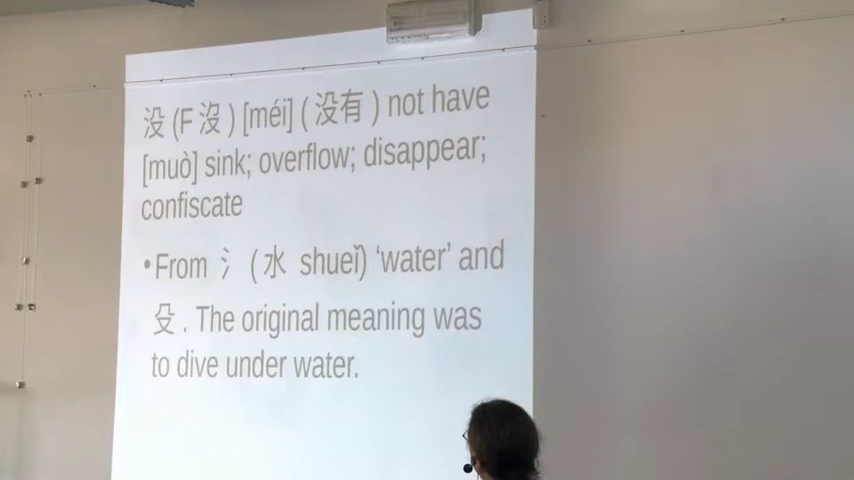 没 (F 沒 ) [méi] ( 没有 ) not have
[muò] sink; overflow; disappear;
confiscate
• From 氵 ( 水 shueǐ) ‘water’ and
殳 . The original meaning was
to dive under water.